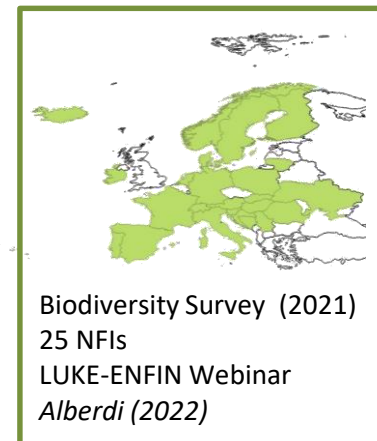 Biodiversity Survey (2021)
25 NFIs
LUKE-ENFIN Webinar
Alberdi (2022)